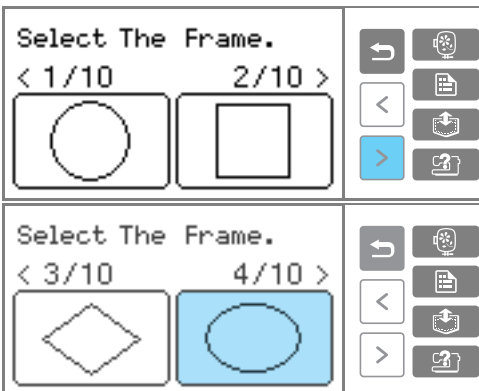 Select The Frame.
< 1/10 2/10 >
Select The Frame.
< 3/10 4/10 >